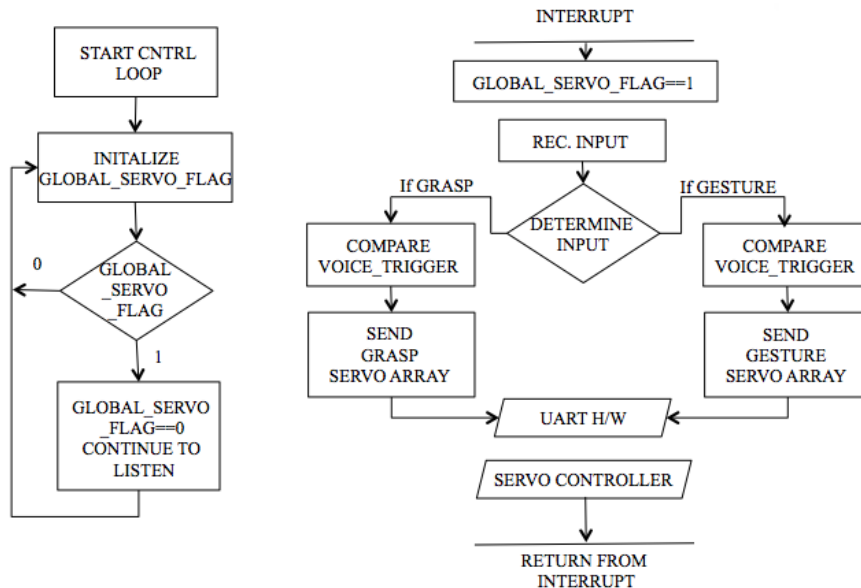 START CNTRL
LOOP
INITALIZE
GLOBAL_SERVO_FLAG
0
GLOBAL
_SERVO
_FLAG
1
GLOBAL_SERVO
_FLAG==0
CONTINUE TO
LISTEN
INTERRUPT
GLOBAL_SERVO_FLAG==1
REC. INPUT
If GRASP
If GESTURE
DETERMINE
INPUT
COMPARE
VOICE_TRIGGER
COMPARE
VOICE_TRIGGER
SEND
GRASP
SERVO ARRAY
SEND
GESTURE
SERVO ARRAY
UART H/W
SERVO CONTROLLER
RETURN FROM
INTERRUPT